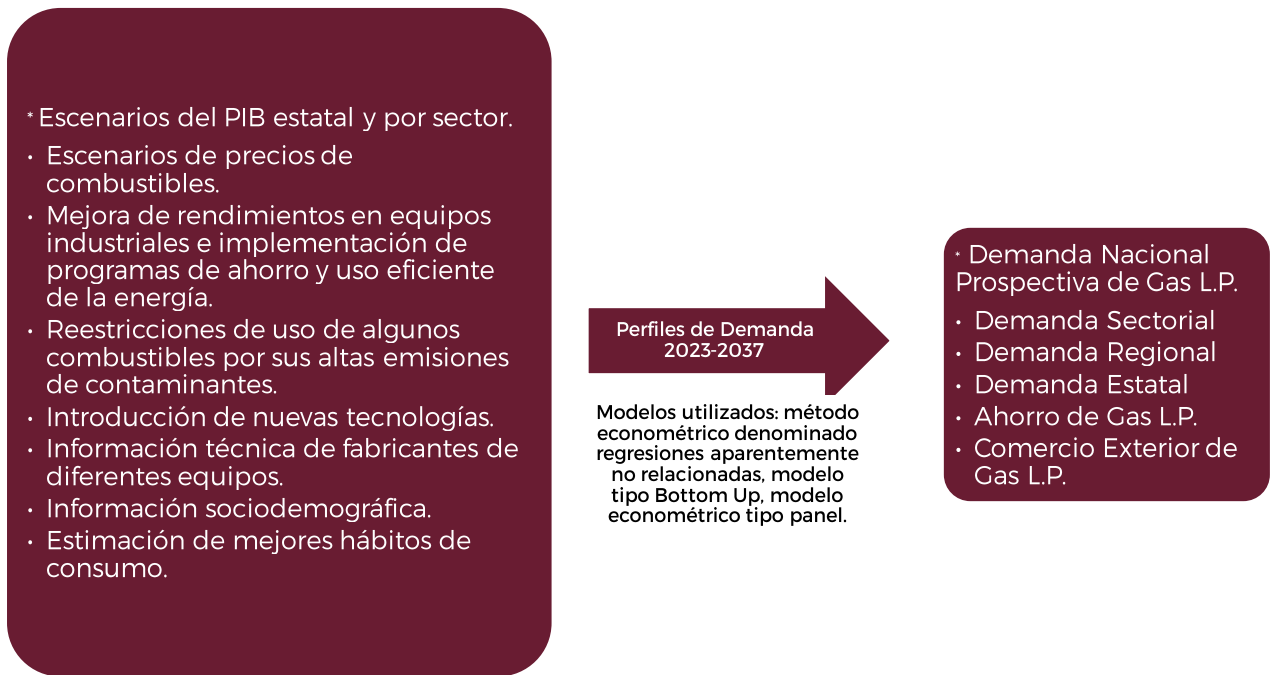 * Escenarios del PIB estatal y por sector.
• Escenarios de precios de
combustibles.
• Mejora de rendimientos en equipos
industriales e implementación de
programas de ahorro y uso eficiente
de la energía.
• Reestricciones de uso de algunos
combustibles por sus altas emisiones
de contaminantes.
• Introducción de nuevas tecnologías.
• Información técnica de fabricantes de
diferentes equipos.
• Información sociodemográfica.
• Estimación de mejores hábitos de
consumo.
Perfiles de Demanda
2023-2037
Modelos utilizados: método
econométrico denominado
regresiones aparentemente
no relacionadas, modelo
tipo Bottom Up, modelo
econométrico tipo panel.
* Demanda Nacional
Prospectiva de Gas L.P.
• Demanda Sectorial
• Demanda Regional
• Demanda Estatal
• Ahorro de Gas L.P.
• Comercio Exterior de
Gas L.P.